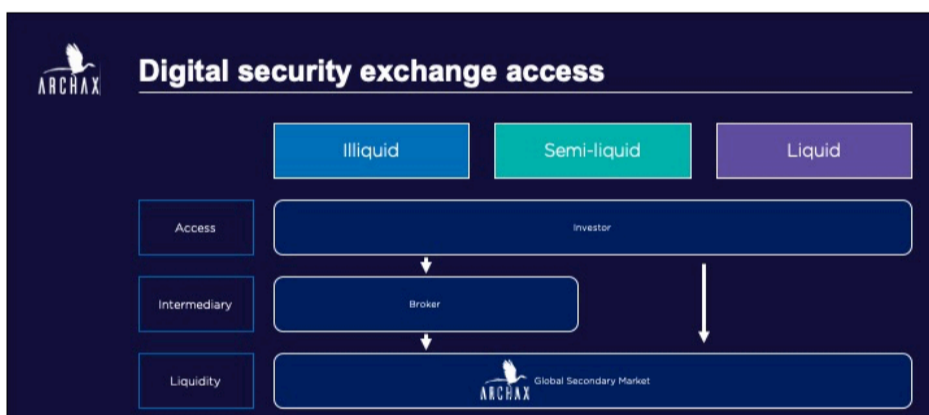 ARCHAX
Digital security exchange access
Illiquid
Semi-liquid
Liquid
Access
Investor
Intermediary
Broker
Liquidity
ARCHAX
Global Secondary Market